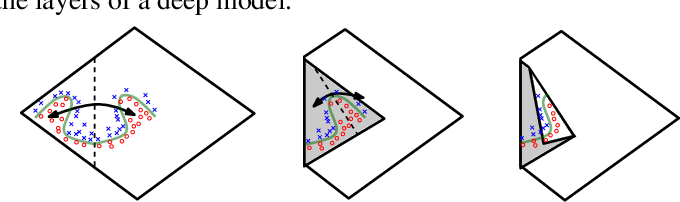 the layers of a deep model.